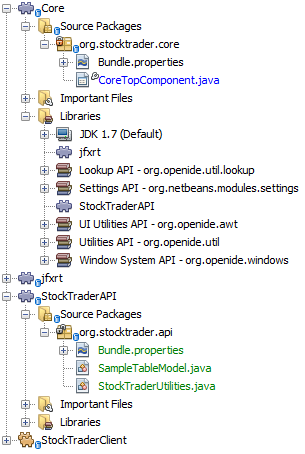 Core
Source Packages
org.stocktrader.core
Bundle.properties
CoreTopComponent.java
Important Files
Libraries
JDK 1.7 (Default)
jfxrt
Lookup API - org.openide.util.lookup
Settings API - org.netbeans.modules.settings
StockTraderAPI
UI Utilities API - org.openide.awt
Utilities API - org.openide.util
Window System API - org.openide.windows
jfxrt
StockTraderAPI
Source Packages
org.stocktrader.api
Bundle.properties
SampleTableModel.java
StockTraderUtilities.java
Important Files
Libraries
StockTraderClient